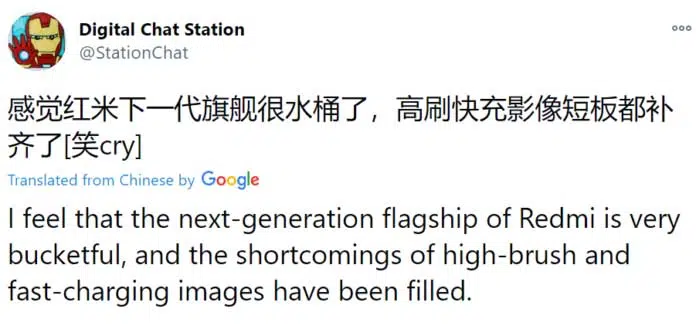 Digital Chat Station
@StationChat
感觉红米下一代旗舰很水桶了，高刷快充影像短板都补
齐了[笑cry]
Translated from Chinese by Google
I feel that the next-generation flagship of Redmi is very
bucketful, and the shortcomings of high-brush and
fast-charging images have been filled.